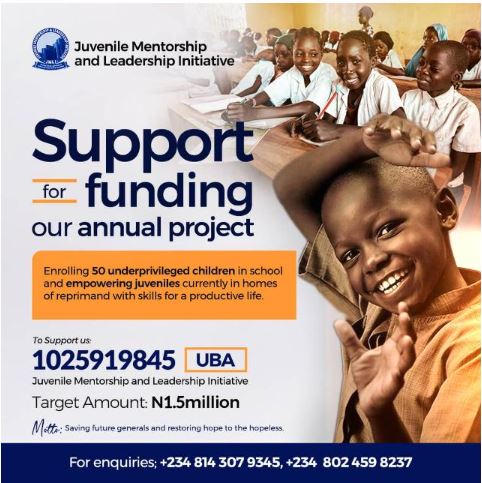 Juvenile Mentorship
and Leadership Initiative
Support
for funding
our annual project
Enrolling 50 underprivileged children in school
and empowering juveniles currently in homes
of reprimand with skills for a productive life.
To Support us:
1025919845 UBA
Juvenile Mentorship and Leadership Initiative
Target Amount: N1.5million
Motto; Saving future generals and restoring hope to the hopeless.
For enquiries; +234 814 307 9345, +234 802 459 8237